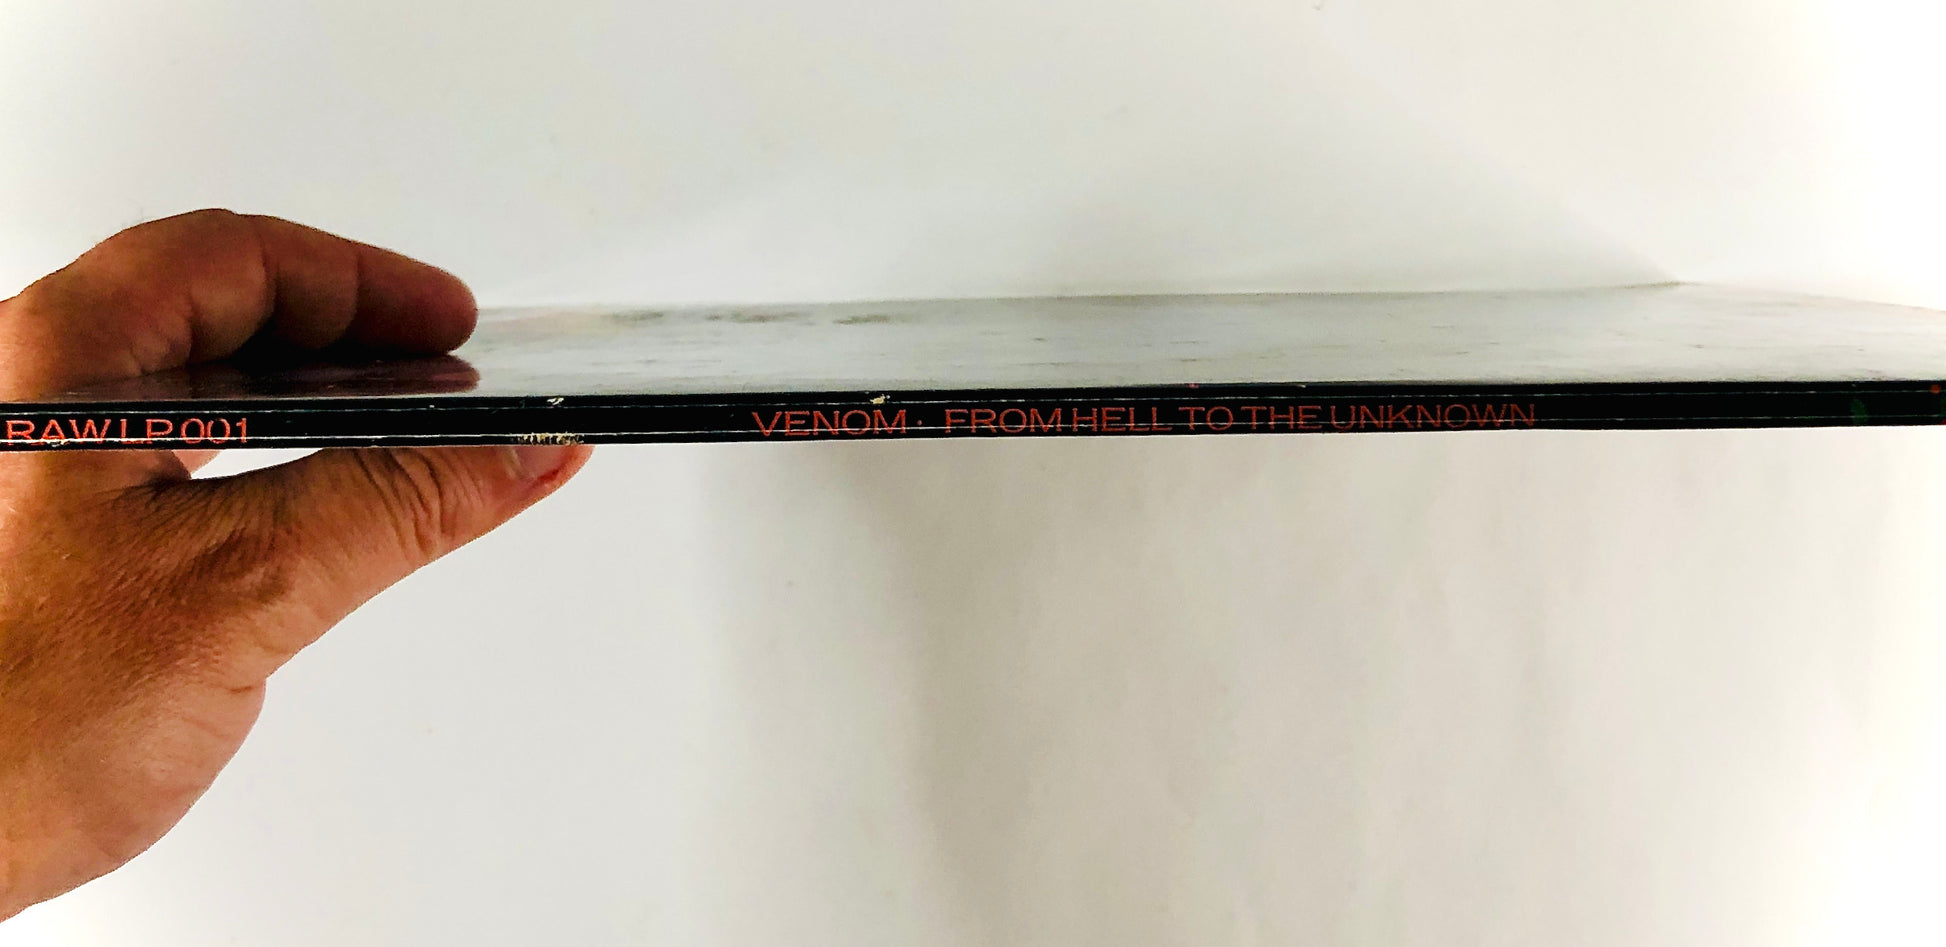 RAW LP 001 VENOM · FROM HELL TO THE UNKNOWN